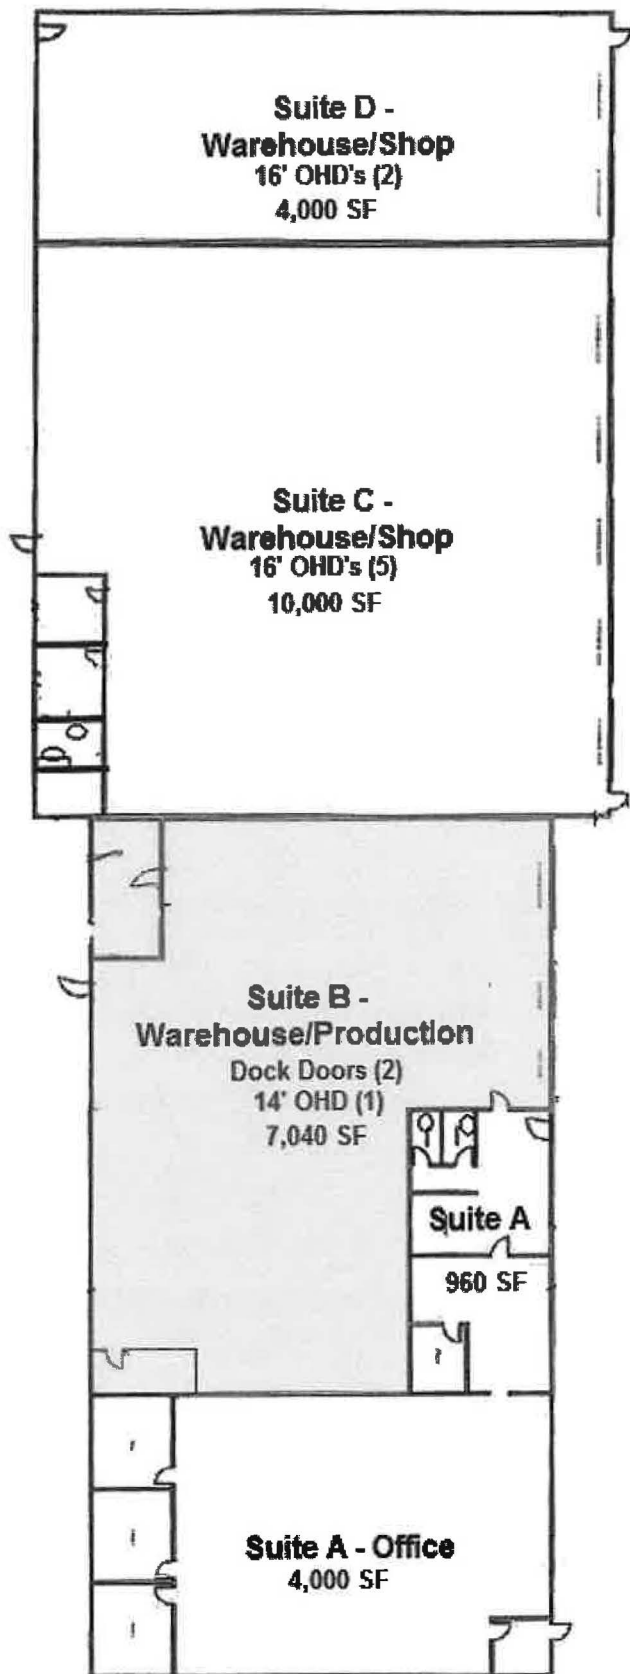 Suite D -
Warehouse/Shop
16' OHD's (2)
4,000 SF
Suite C -
Warehouse/Shop
16' OHD's (5)
10,000 SF
Suite B -
Warehouse/Production
Dock Doors (2)
14' OHD (1)
7,040 SF
Suite A
960 SF
Suite A - Office
4,000 SF